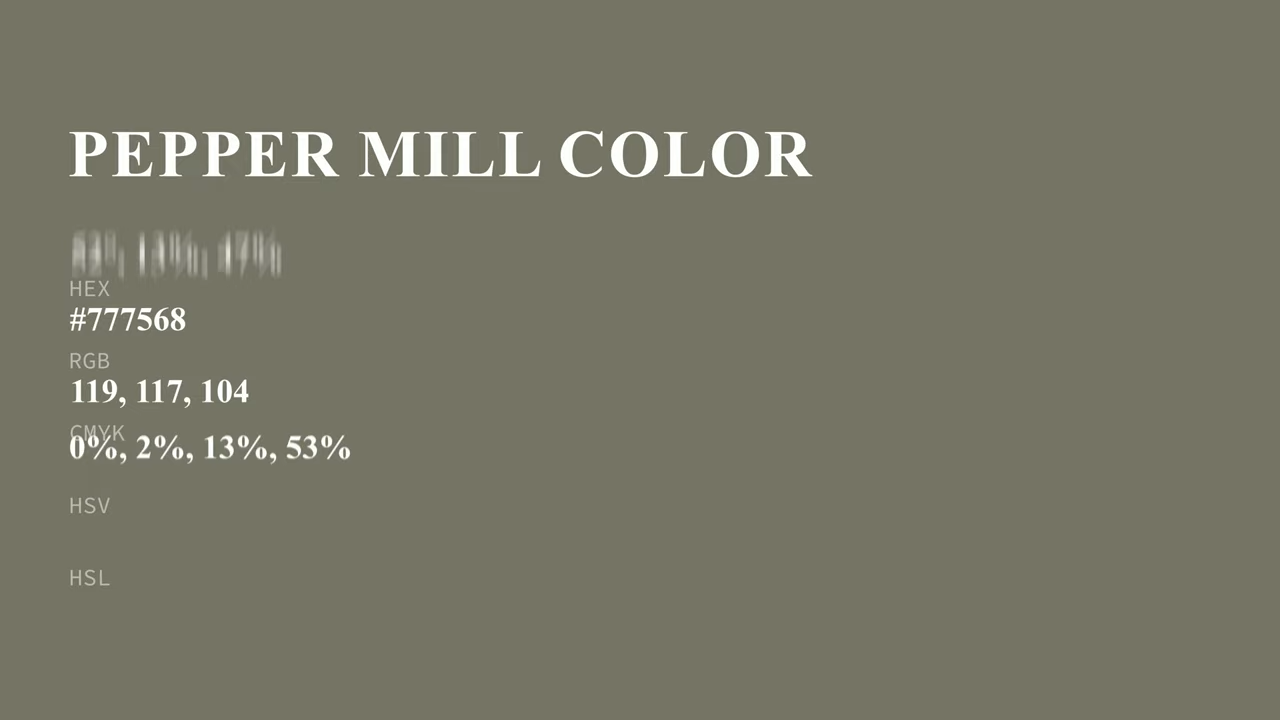 PEPPER MILL COLOR
HEX
#777568
RGB
119, 117, 104
CMYK
0%, 2%, 13%, 53%
HSV
HSL